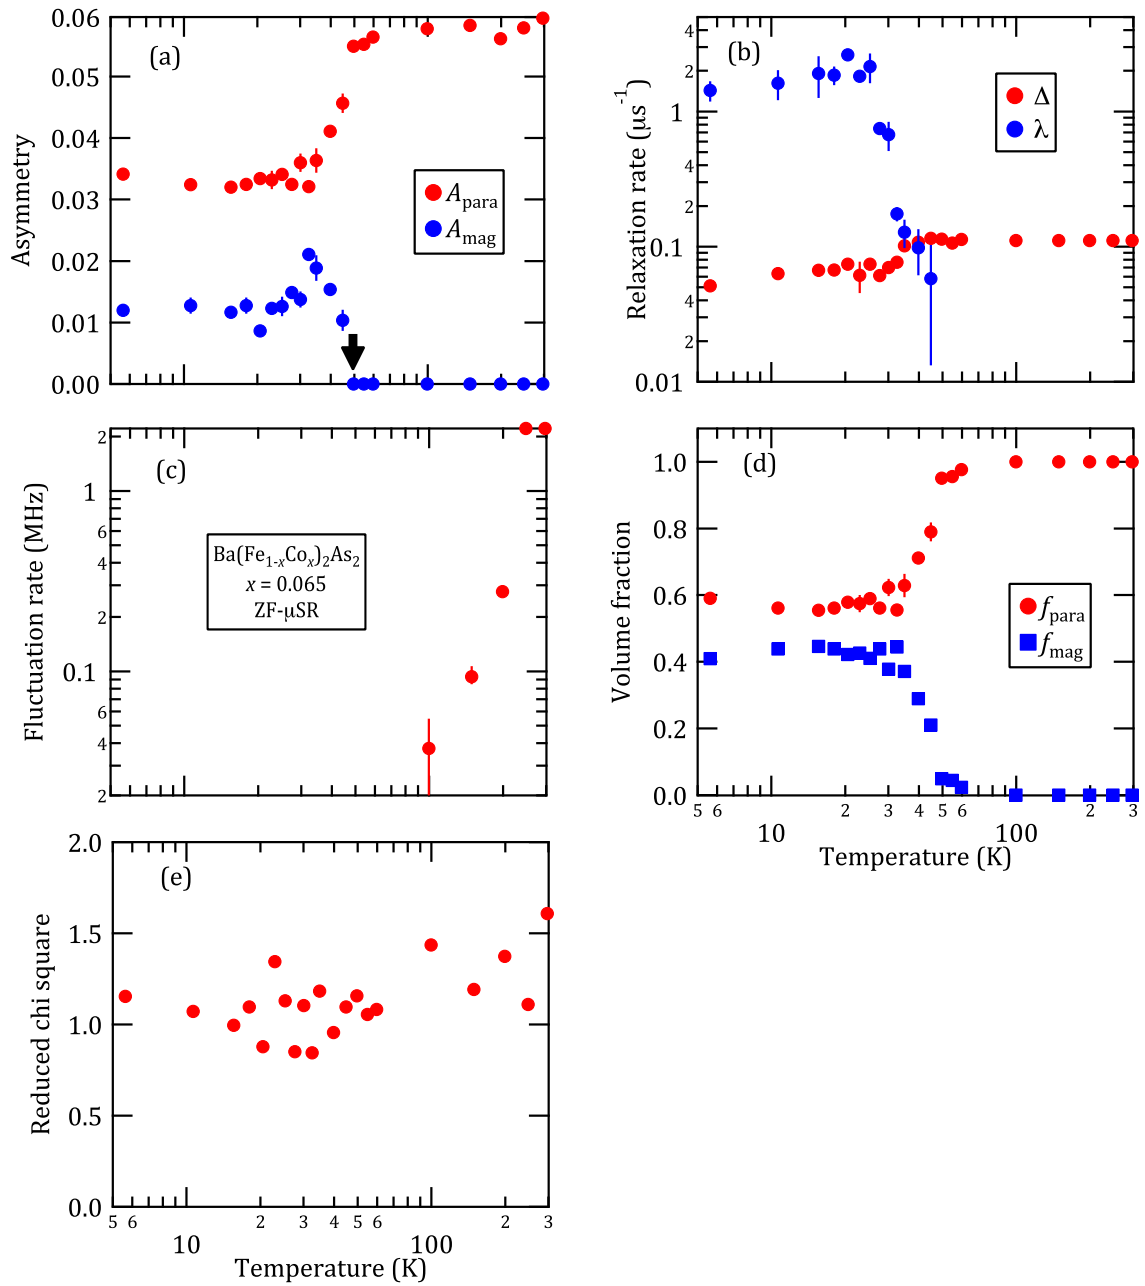 (a)
0.06
0.05
0.04
0.03
0.02
0.01
0.00
Asymmetry
A_para
A_mag
(b)
4
2
1
4
2
0.1
4
2
0.01
Relaxation rate (μs⁻¹)
Δ
λ
(c)
2
1
6
4
2
0.1
6
4
2
Fluctuation rate (MHz)
Ba(Fe₁₋ₓCoₓ)₂As₂
x = 0.065
ZF-μSR
(d)
1.0
0.8
0.6
0.4
0.2
0.0
Volume fraction
f_para
f_mag
5 6 2 3 4 5 6 2 3
10 100
Temperature (K)
(e)
2.0
1.5
1.0
0.5
0.0
Reduced chi square
5 6 2 3 4 5 6 2 3
10 100
Temperature (K)